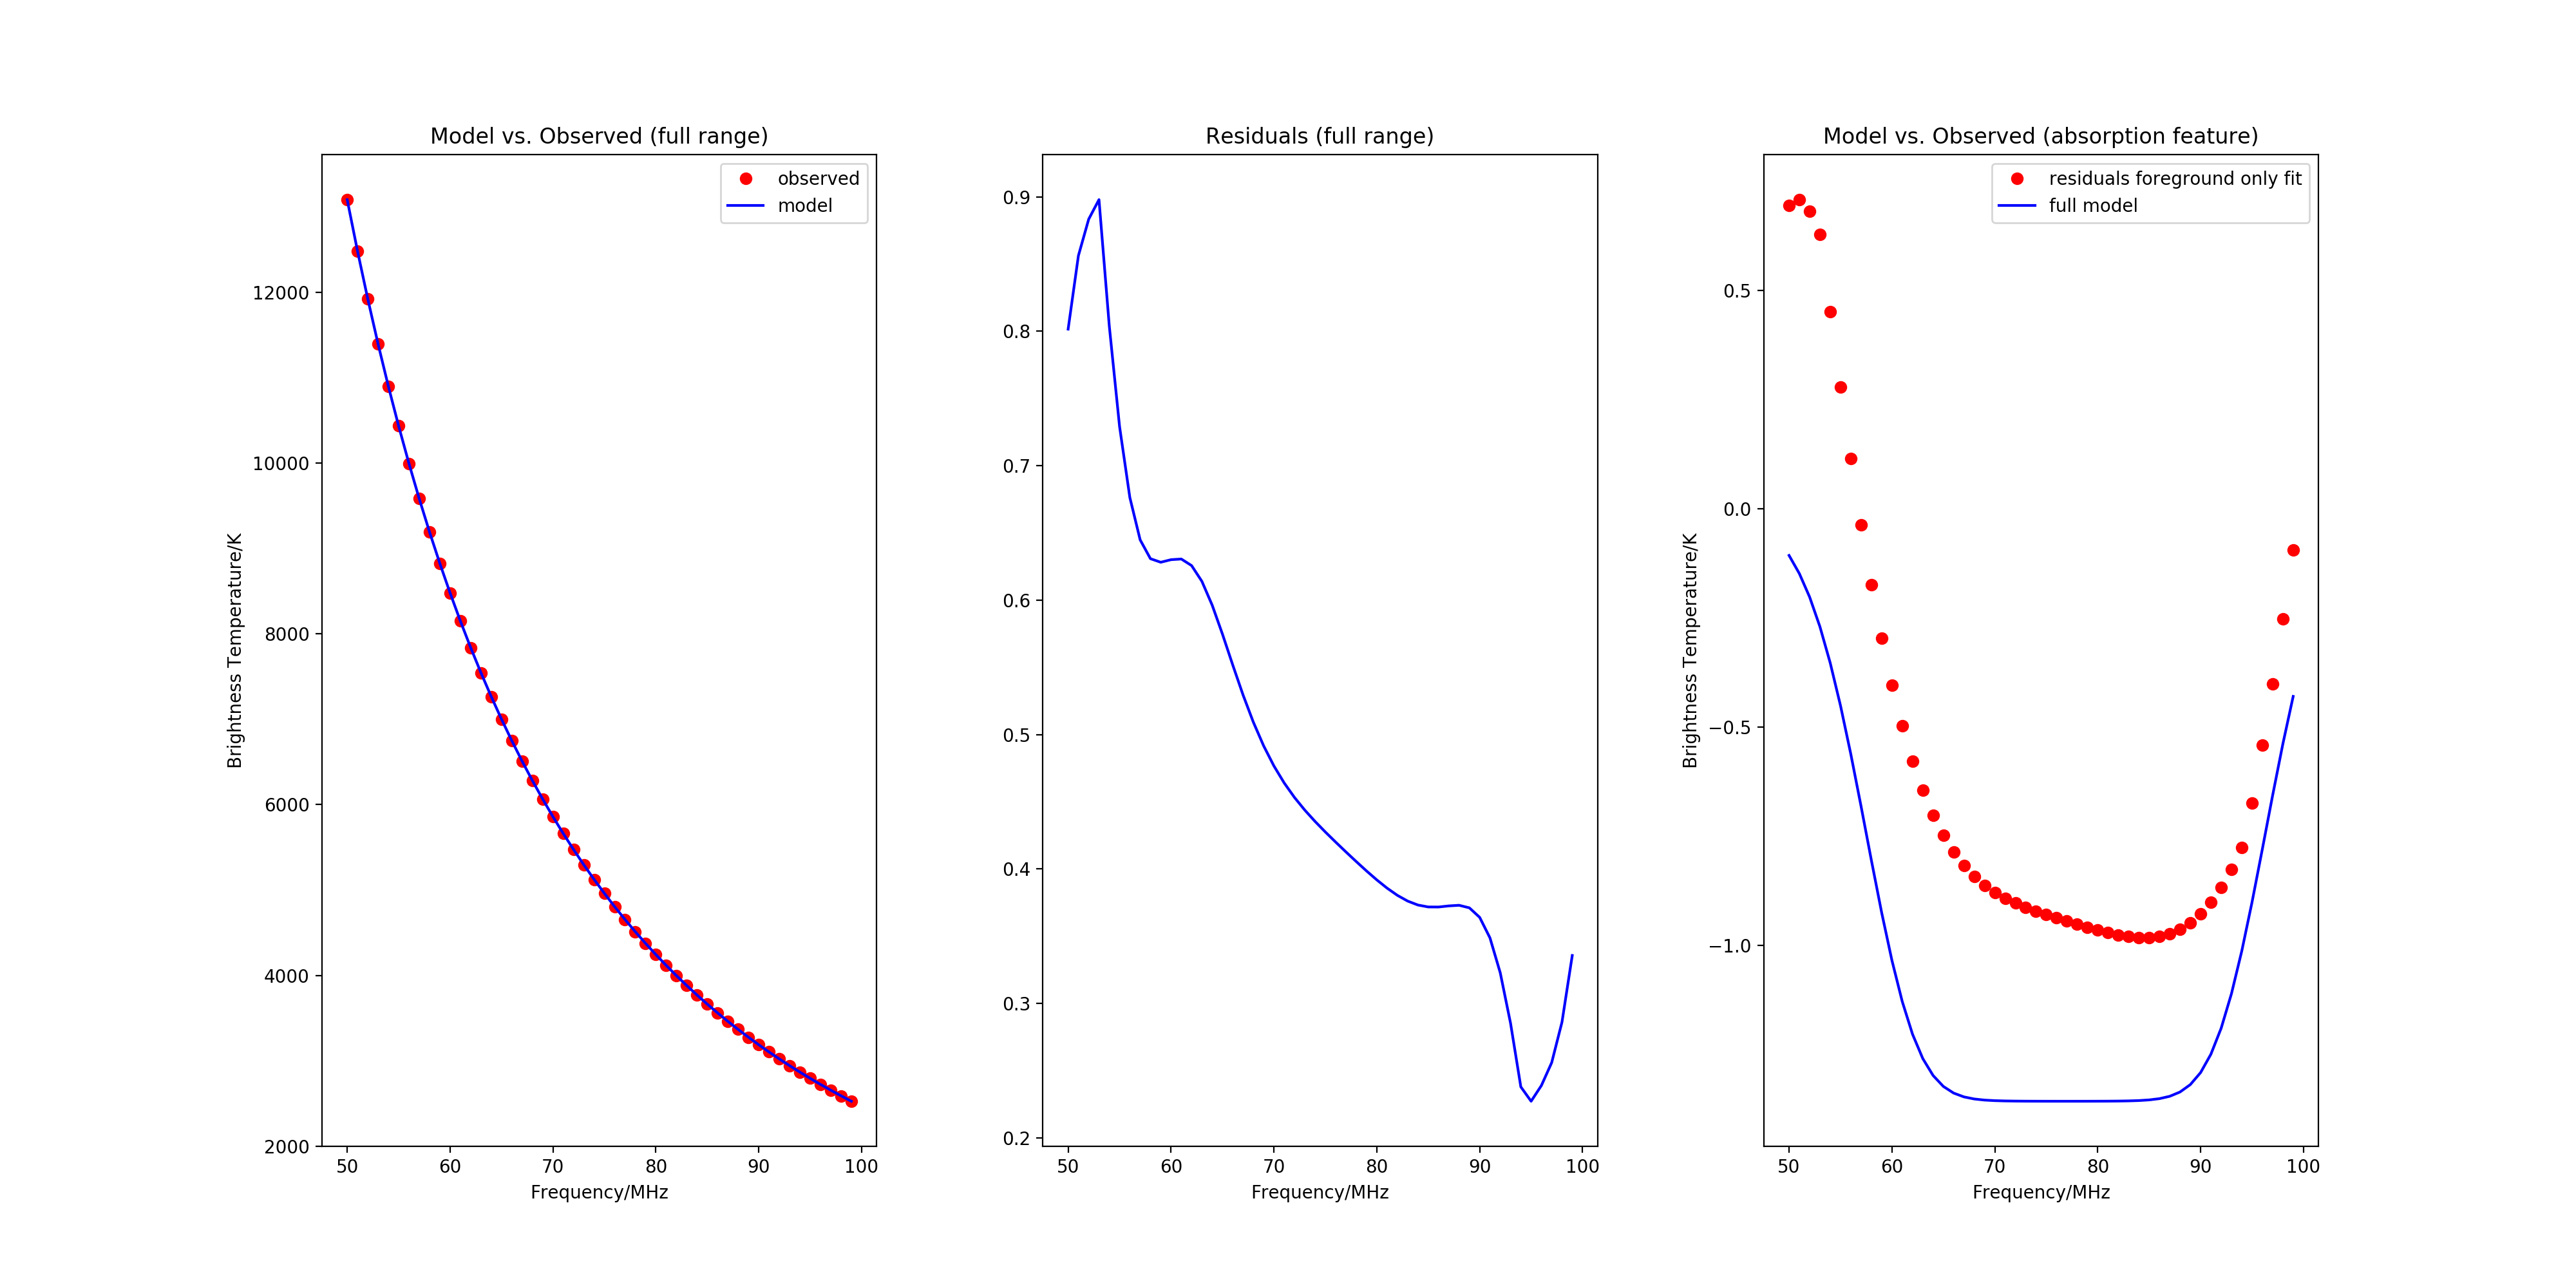 Model vs. Observed (full range)
observed
model
12000
10000
8000
6000
4000
2000
Brightness Temperature/K
50 60 70 80 90 100
Frequency/MHz
Residuals (full range)
0.9
0.8
0.7
0.6
0.5
0.4
0.3
0.2
50 60 70 80 90 100
Frequency/MHz
Model vs. Observed (absorption feature)
residuals foreground only fit
full model
0.5
0.0
−0.5
−1.0
Brightness Temperature/K
50 60 70 80 90 100
Frequency/MHz